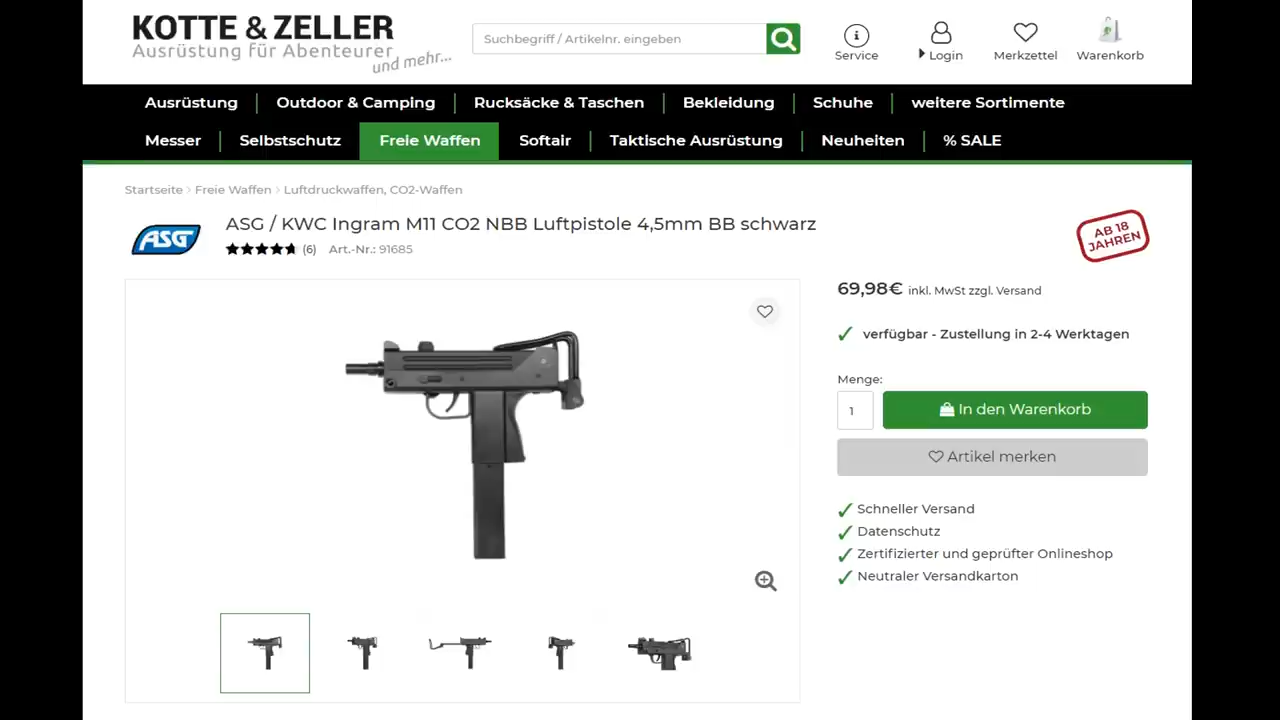 KOTTE & ZELLER
Ausrüstung für Abenteurer
und mehr...
Suchbegriff / Artikelnr. eingeben
Service
Login
Merkzettel
Warenkorb
Ausrüstung
Outdoor & Camping
Rucksäcke & Taschen
Bekleidung
Schuhe
weitere Sortimente
Messer
Selbstschutz
Freie Waffen
Softair
Taktische Ausrüstung
Neuheiten
% SALE
Startseite > Freie Waffen > Luftdruckwaffen, CO2-Waffen
ASG
ASG / KWC Ingram M11 CO2 NBB Luftpistole 4,5mm BB schwarz
(6) Art.-Nr.: 91685
AB 18
JAHREN
69,98€ inkl. MwSt zzgl. Versand
verfügbar - Zustellung in 2-4 Werktagen
Menge:
1
In den Warenkorb
Artikel merken
Schneller Versand
Datenschutz
Zertifizierter und geprüfter Onlineshop
Neutraler Versandkarton